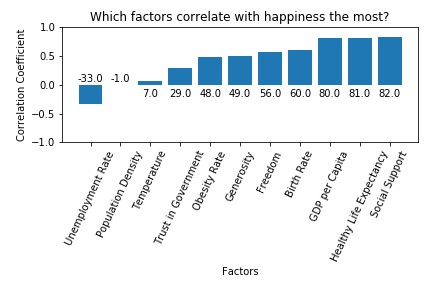 Which factors correlate with happiness the most?
Correlation Coefficient
1.0
0.5
0.0
−0.5
−1.0
-33.0
-1.0
7.0
29.0
48.0
49.0
56.0
60.0
80.0
81.0
82.0
Unemployment Rate
Population Density
Temperature
Trust in Government
Obesity Rate
Generosity
Freedom
Birth Rate
GDP per Capita
Healthy Life Expectancy
Social Support
Factors